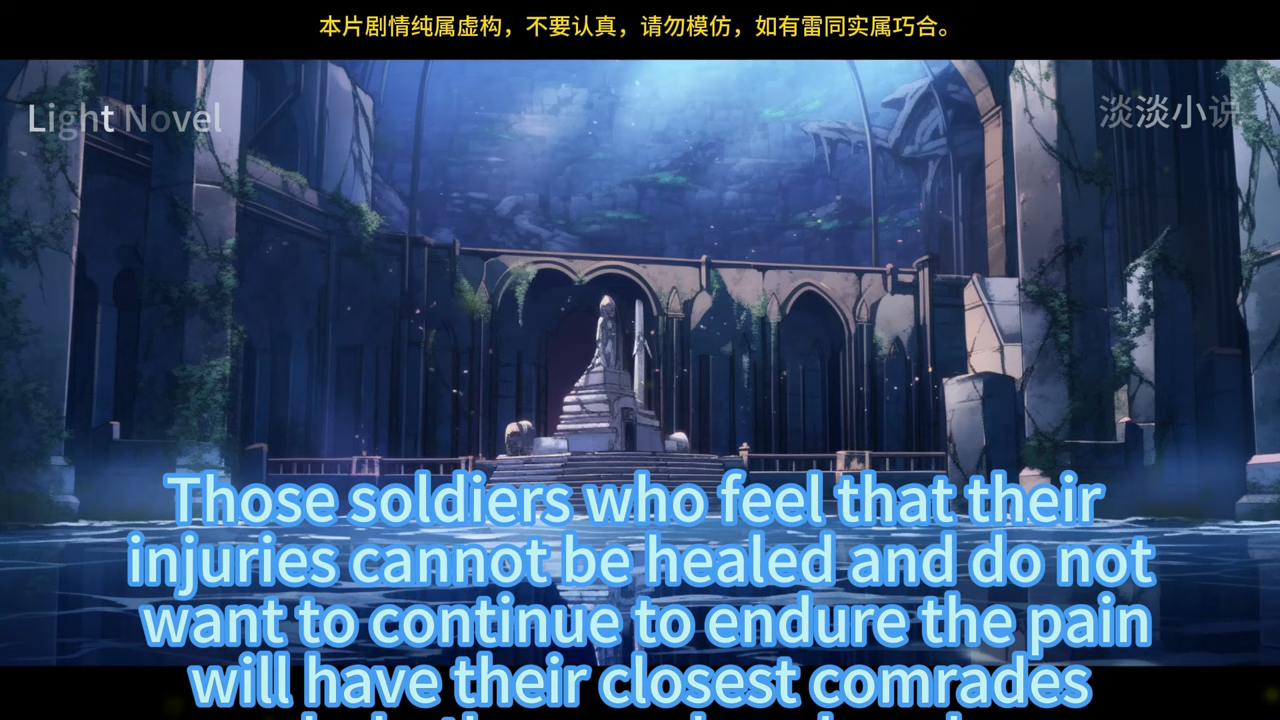 本片剧情纯属虚构，不要认真，请勿模仿，如有雷同实属巧合。
Light Novel
淡淡小说
Those soldiers who feel that their
injuries cannot be healed and do not
want to continue to endure the pain
will have their closest comrades